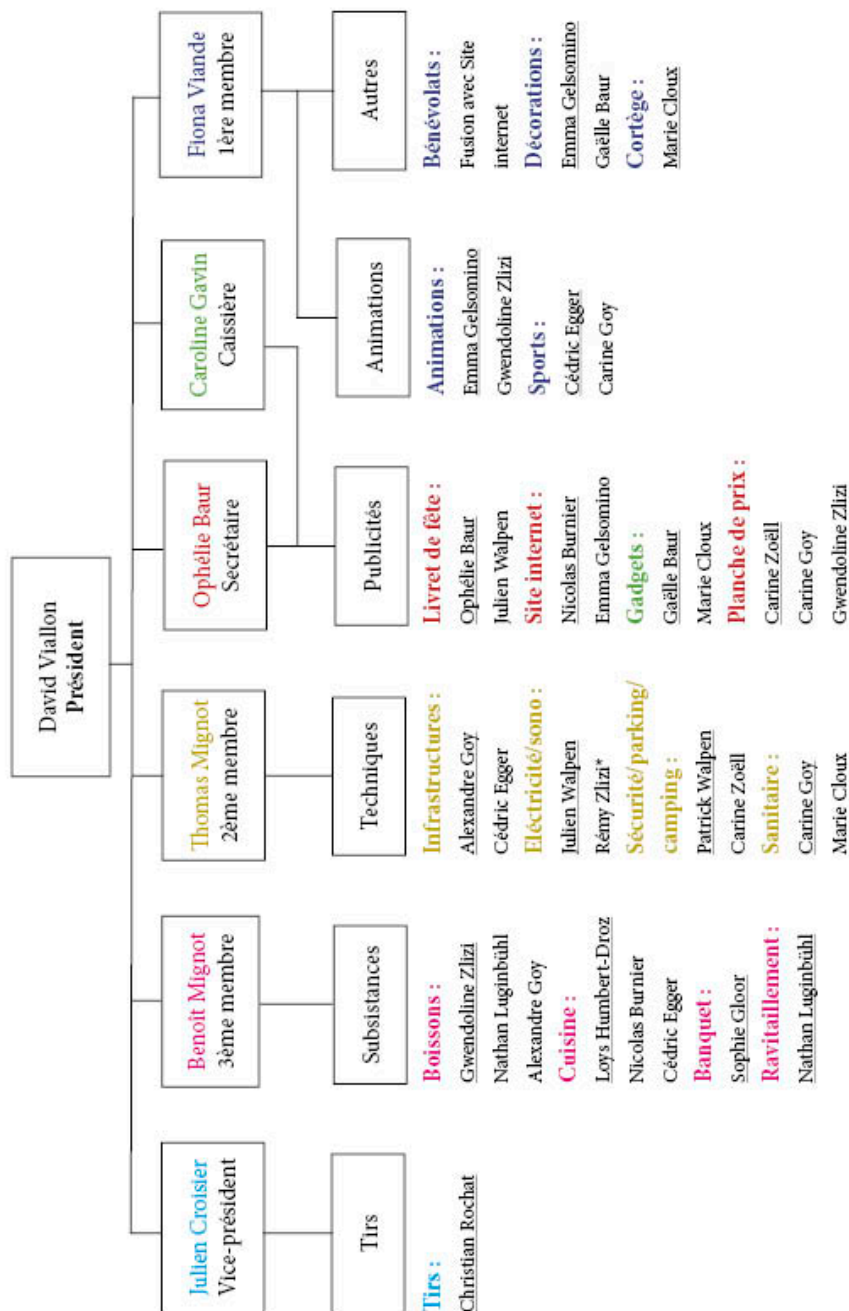 David Viallon
Président
Julien Croisier
Vice-président
Benoît Mignot
3ème membre
Thomas Mignot
2ème membre
Ophélie Baur
Secrétaire
Caroline Gavin
Caissière
Fiona Viande
1ère membre
Tirs
Subsistances
Techniques
Publicités
Animations
Autres
Tirs :
Christian Rochat
Boissons :
Gwendoline Zlizi
Nathan Luginbühl
Alexandre Goy
Cuisine :
Loys Humbert-Droz
Nicolas Burnier
Cédric Egger
Banquet :
Sophie Gloor
Ravitaillement :
Nathan Luginbühl
Infrastructures :
Alexandre Goy
Cédric Egger
Eléctricité/sono :
Julien Walpen
Rémy Zlizi*
Sécurité/parking/
camping :
Patrick Walpen
Carine Zoëll
Sanitaire :
Carine Goy
Marie Cloux
Livret de fête :
Ophélie Baur
Julien Walpen
Site internet :
Nicolas Burnier
Emma Gelsomino
Gadgets :
Gaëlle Baur
Marie Cloux
Planche de prix :
Carine Zoëll
Carine Goy
Gwendoline Zlizi
Animations :
Emma Gelsomino
Gwendoline Zlizi
Sports :
Cédric Egger
Carine Goy
Bénévolats :
Fusion avec Site
internet
Décorations :
Emma Gelsomino
Gaëlle Baur
Cortège :
Marie Cloux